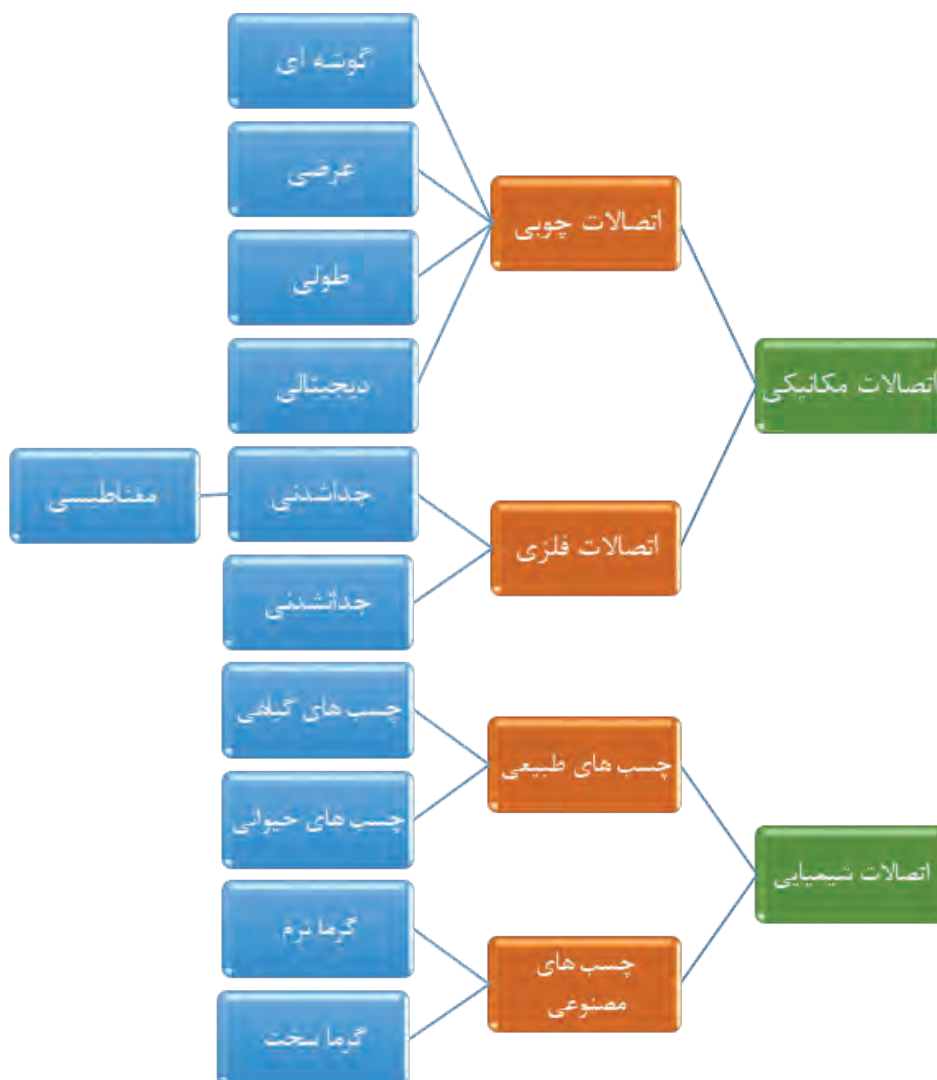 گوشه ای
عرضی
اتصالات چوبی
طولی
دیجیتالی
اتصالات مکانیکی
جداشدنی
مغناطیسی
اتصالات فلزی
جدانشدنی
چسب های گیاهی
چسب های طبیعی
چسب های حیوانی
اتصالات شیمیایی
گرما نرم
چسب های
مصنوعی
گرما سخت